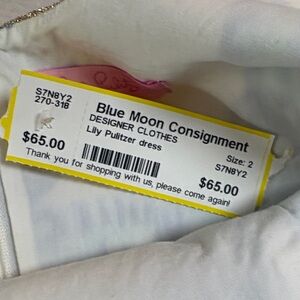 S7N8Y2
270-318
$65.00
Blue Moon Consignment
DESIGNER CLOTHES
Lily Pulitzer dress
Size: 2
S7N8Y2
$65.00
Thank you for shopping with us, please come again!